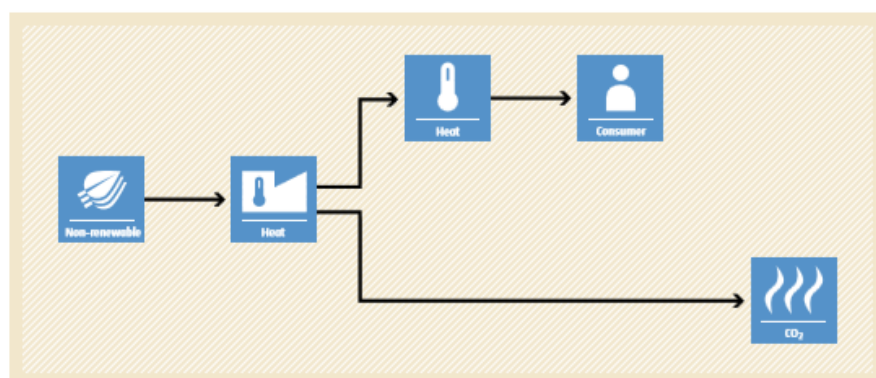 Heat
Consumer
Non-renewable
Heat
CO₂